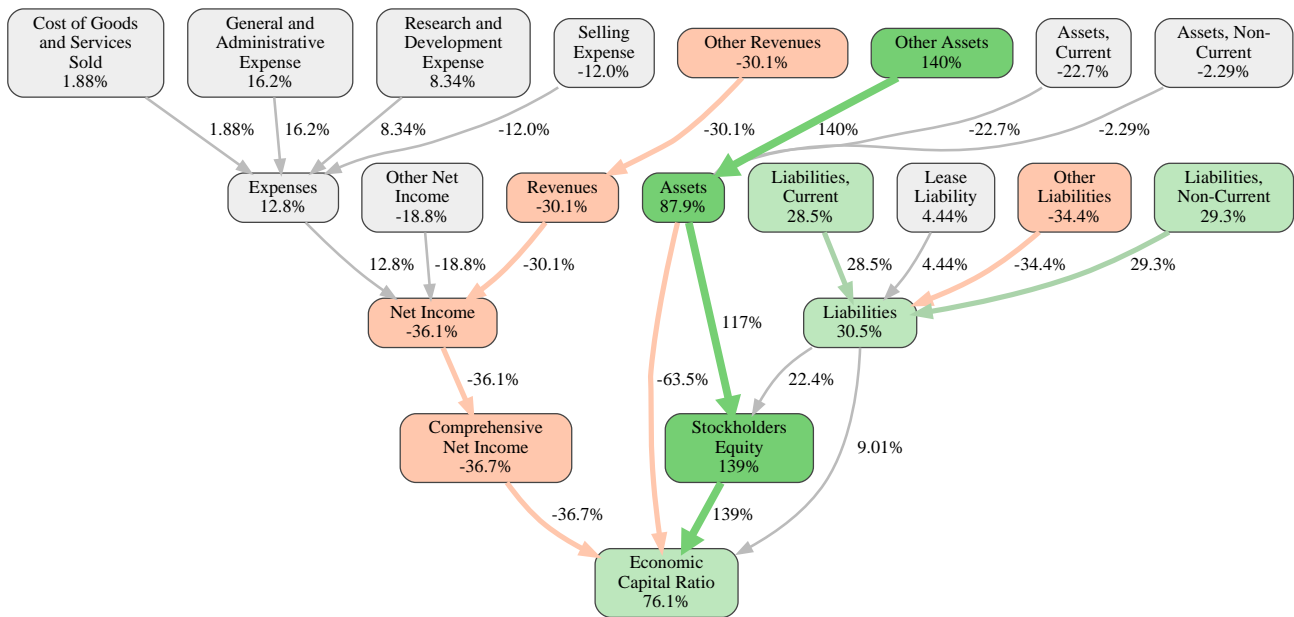 Cost of Goods
and Services
Sold
1.88%
General and
Administrative
Expense
16.2%
Research and
Development
Expense
8.34%
Selling
Expense
-12.0%
Other Revenues
-30.1%
Other Assets
140%
Assets,
Current
-22.7%
Assets, Non-
Current
-2.29%
1.88%
16.2%
8.34%
-12.0%
-30.1%
140%
-22.7%
-2.29%
Expenses
12.8%
Other Net
Income
-18.8%
Revenues
-30.1%
Assets
87.9%
Liabilities,
Current
28.5%
Lease
Liability
4.44%
Other
Liabilities
-34.4%
Liabilities,
Non-Current
29.3%
12.8%
-18.8%
-30.1%
28.5%
4.44%
-34.4%
29.3%
Net Income
-36.1%
117%
Liabilities
30.5%
-36.1%
-63.5%
22.4%
Comprehensive
Net Income
-36.7%
Stockholders
Equity
139%
9.01%
-36.7%
139%
Economic
Capital Ratio
76.1%